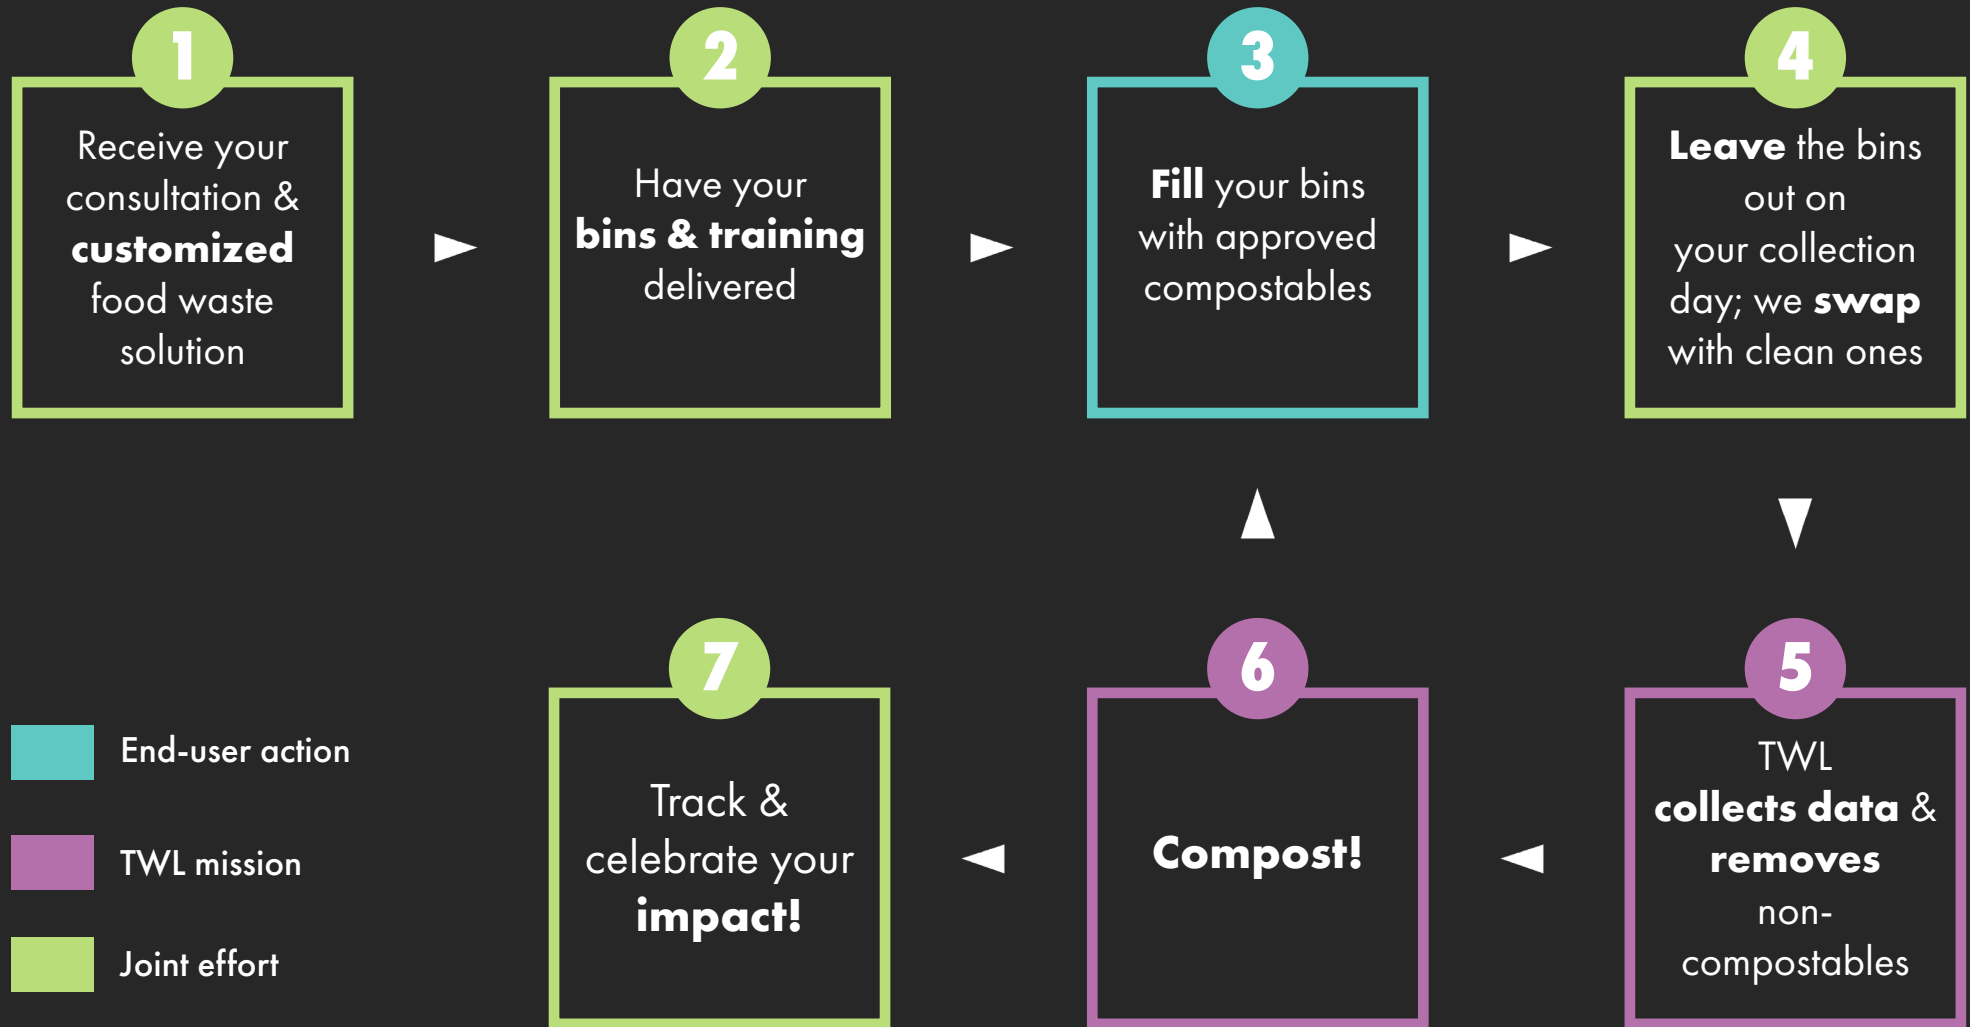 1
Receive your
consultation &
customized
food waste
solution
2
Have your
bins & training
delivered
3
Fill your bins
with approved
compostables
4
Leave the bins
out on
your collection
day; we swap
with clean ones
5
TWL
collects data &
removes
non-
compostables
6
Compost!
7
Track &
celebrate your
impact!
End-user action
TWL mission
Joint effort